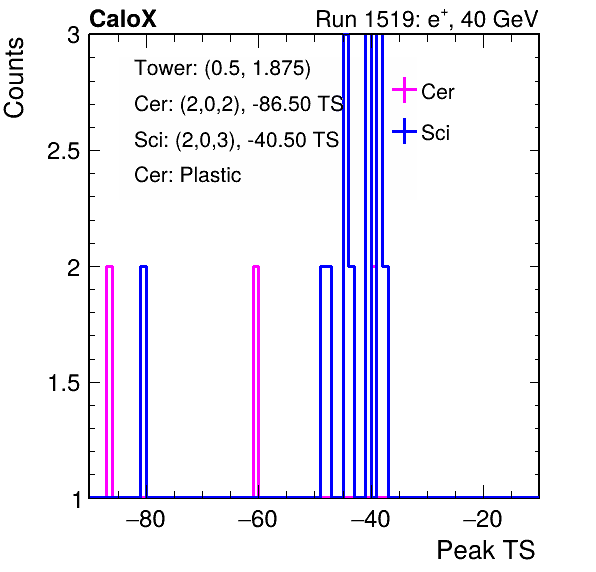 CaloX Run 1519: e⁺, 40 GeV
Counts
Tower: (0.5, 1.875)
Cer: (2,0,2), -86.50 TS
Sci: (2,0,3), -40.50 TS
Cer: Plastic
Cer
Sci
3
2.5
2
1.5
1
−80 −60 −40 −20
Peak TS